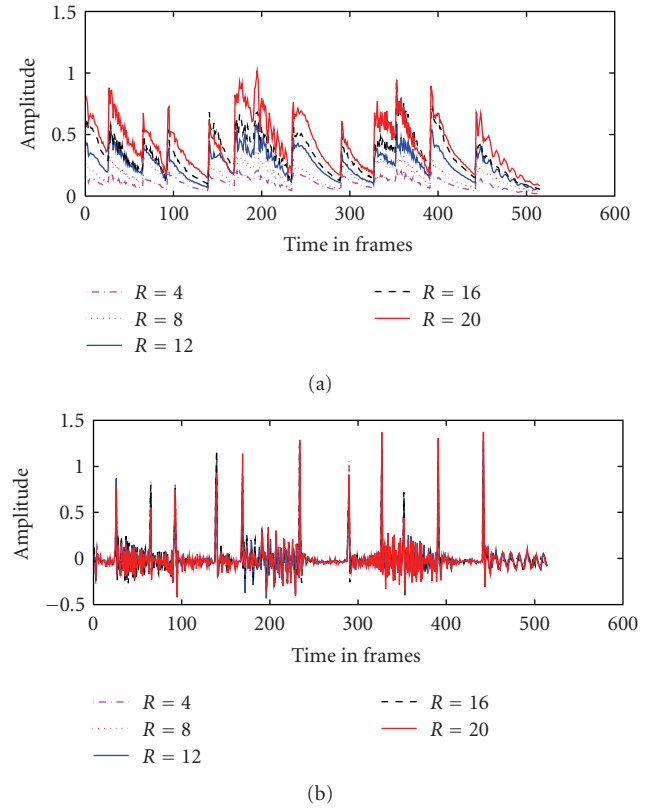 1.5
1
0.5
0
Amplitude
0 100 200 300 400 500 600
Time in frames
R = 4
R = 8
R = 12
R = 16
R = 20
(a)
1.5
1
0.5
0
−0.5
Amplitude
0 100 200 300 400 500 600
Time in frames
R = 4
R = 8
R = 12
R = 16
R = 20
(b)